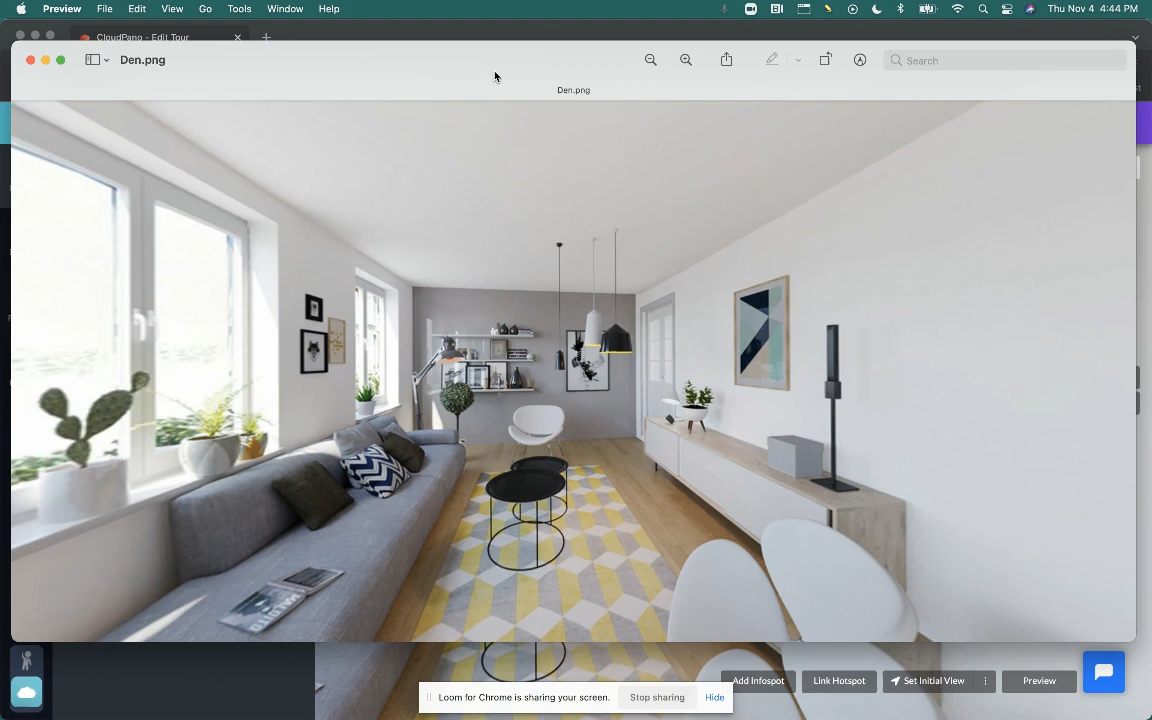 Preview File Edit View Go Tools Window Help Thu Nov 4 4:44 PM
CloudPano - Edit Tour
Den.png
Search
Den.png
MALDITO
Add Infospot Link Hotspot Set Initial View Preview
Loom for Chrome is sharing your screen. Stop sharing Hide